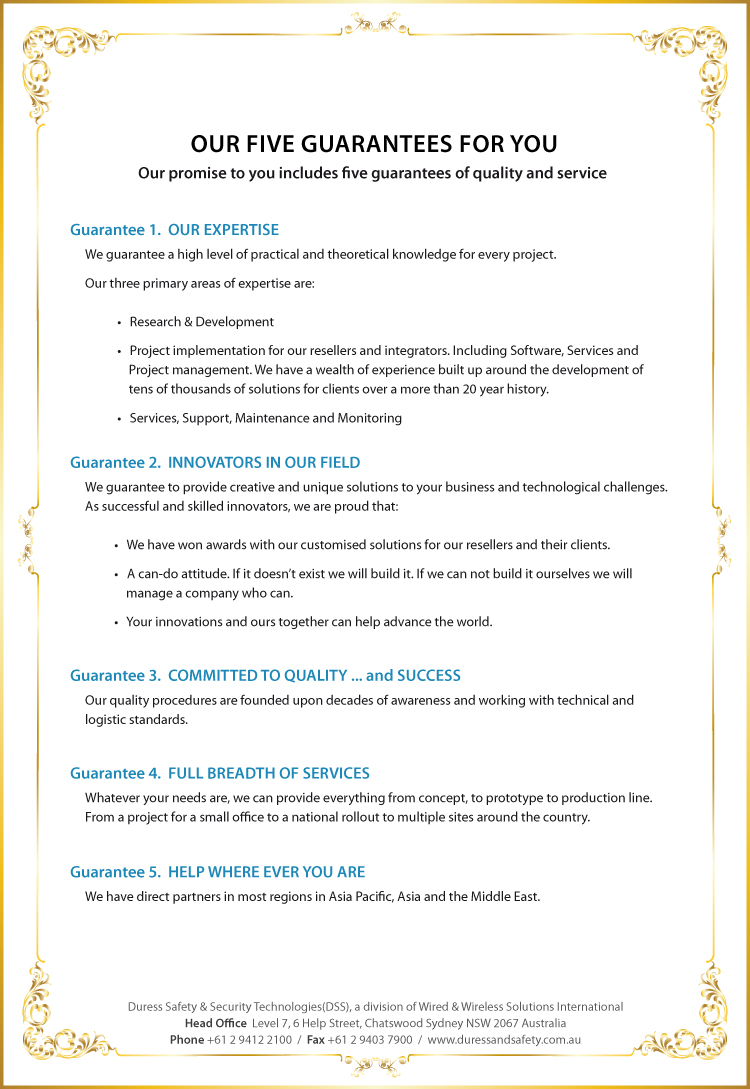 OUR FIVE GUARANTEES FOR YOU
Our promise to you includes five guarantees of quality and service
Guarantee 1.  OUR EXPERTISE
We guarantee a high level of practical and theoretical knowledge for every project.
Our three primary areas of expertise are:
• Research & Development
• Project implementation for our resellers and integrators. Including Software, Services and
Project management. We have a wealth of experience built up around the development of
tens of thousands of solutions for clients over a more than 20 year history.
• Services, Support, Maintenance and Monitoring
Guarantee 2.  INNOVATORS IN OUR FIELD
We guarantee to provide creative and unique solutions to your business and technological challenges.
As successful and skilled innovators, we are proud that:
• We have won awards with our customised solutions for our resellers and their clients.
• A can-do attitude. If it doesn’t exist we will build it. If we can not build it ourselves we will
manage a company who can.
• Your innovations and ours together can help advance the world.
Guarantee 3.  COMMITTED TO QUALITY ... and SUCCESS
Our quality procedures are founded upon decades of awareness and working with technical and
logistic standards.
Guarantee 4.  FULL BREADTH OF SERVICES
Whatever your needs are, we can provide everything from concept, to prototype to production line.
From a project for a small office to a national rollout to multiple sites around the country.
Guarantee 5.  HELP WHERE EVER YOU ARE
We have direct partners in most regions in Asia Pacific, Asia and the Middle East.
Duress Safety & Security Technologies(DSS), a division of Wired & Wireless Solutions International
Head Office  Level 7, 6 Help Street, Chatswood Sydney NSW 2067 Australia
Phone +61 2 9412 2100  /  Fax +61 2 9403 7900  /  www.duressandsafety.com.au